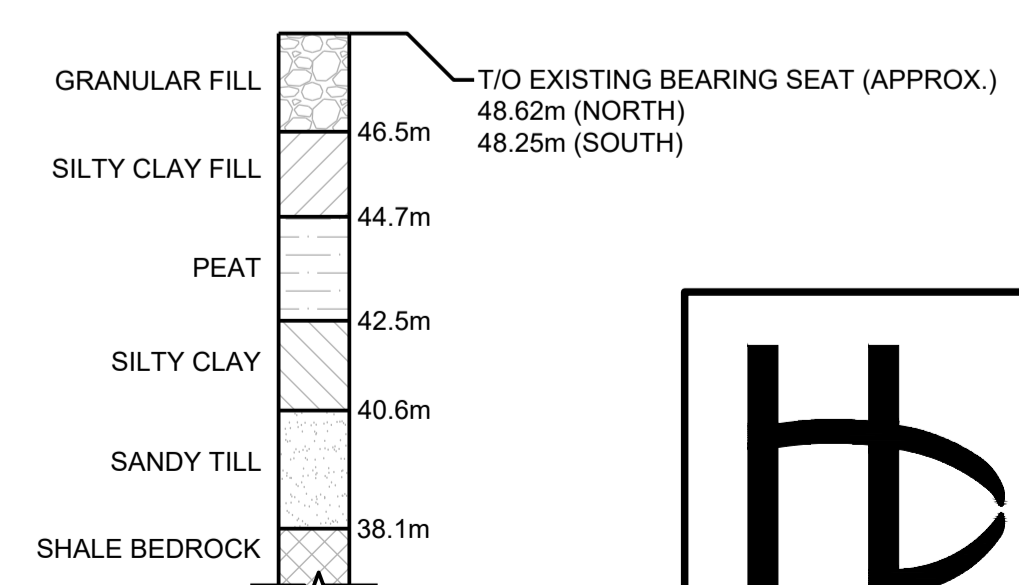 GRANULAR FILL
T/O EXISTING BEARING SEAT (APPROX.)
48.62m (NORTH)
48.25m (SOUTH)
46.5m
SILTY CLAY FILL
44.7m
PEAT
42.5m
SILTY CLAY
40.6m
SANDY TILL
38.1m
SHALE BEDROCK